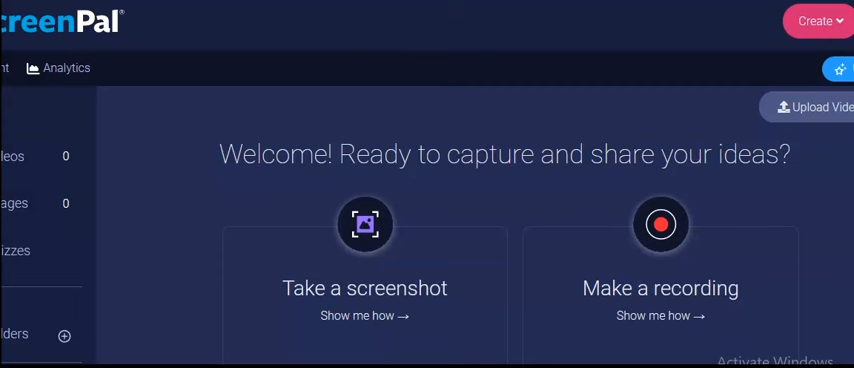 creenPal®
Create
nt Analytics
Upload Vide
leos 0
ages 0
izzes
lders
Welcome! Ready to capture and share your ideas?
Take a screenshot
Show me how →
Make a recording
Show me how →
Activate Windows